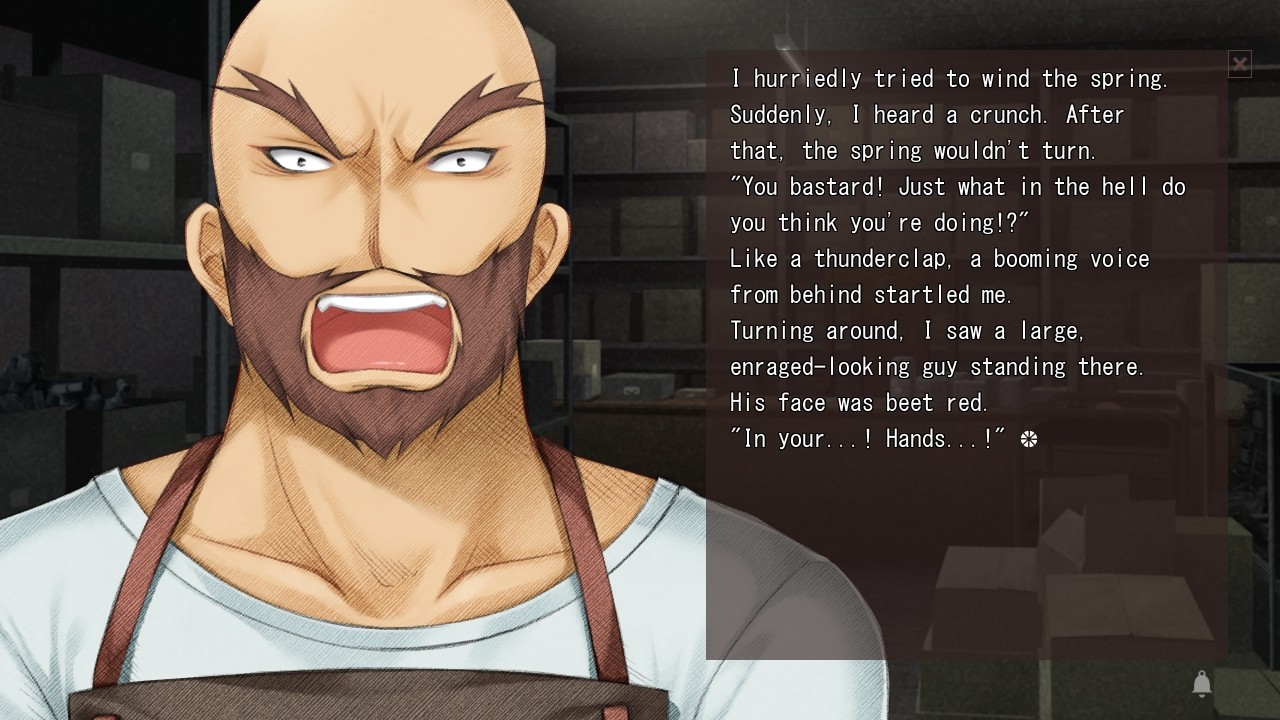 I hurriedly tried to wind the spring.
Suddenly, I heard a crunch. After
that, the spring wouldn't turn.
"You bastard! Just what in the hell do
you think you're doing!?"
Like a thunderclap, a booming voice
from behind startled me.
Turning around, I saw a large,
enraged-looking guy standing there.
His face was beet red.
"In your...! Hands...!"